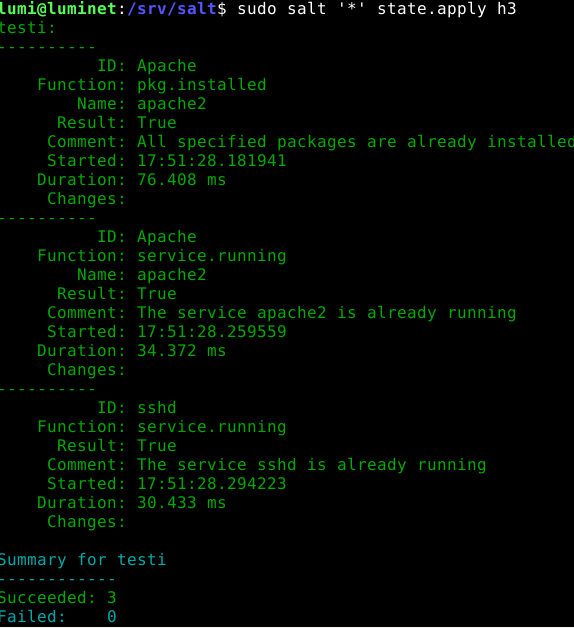 lumi@luminet:/srv/salt$ sudo salt '*' state.apply h3
testi:
----------
          ID: Apache
    Function: pkg.installed
        Name: apache2
      Result: True
     Comment: All specified packages are already installed
     Started: 17:51:28.181941
    Duration: 76.408 ms
     Changes:
----------
          ID: Apache
    Function: service.running
        Name: apache2
      Result: True
     Comment: The service apache2 is already running
     Started: 17:51:28.259559
    Duration: 34.372 ms
     Changes:
----------
          ID: sshd
    Function: service.running
      Result: True
     Comment: The service sshd is already running
     Started: 17:51:28.294223
    Duration: 30.433 ms
     Changes:

Summary for testi
------------
Succeeded: 3
Failed:    0